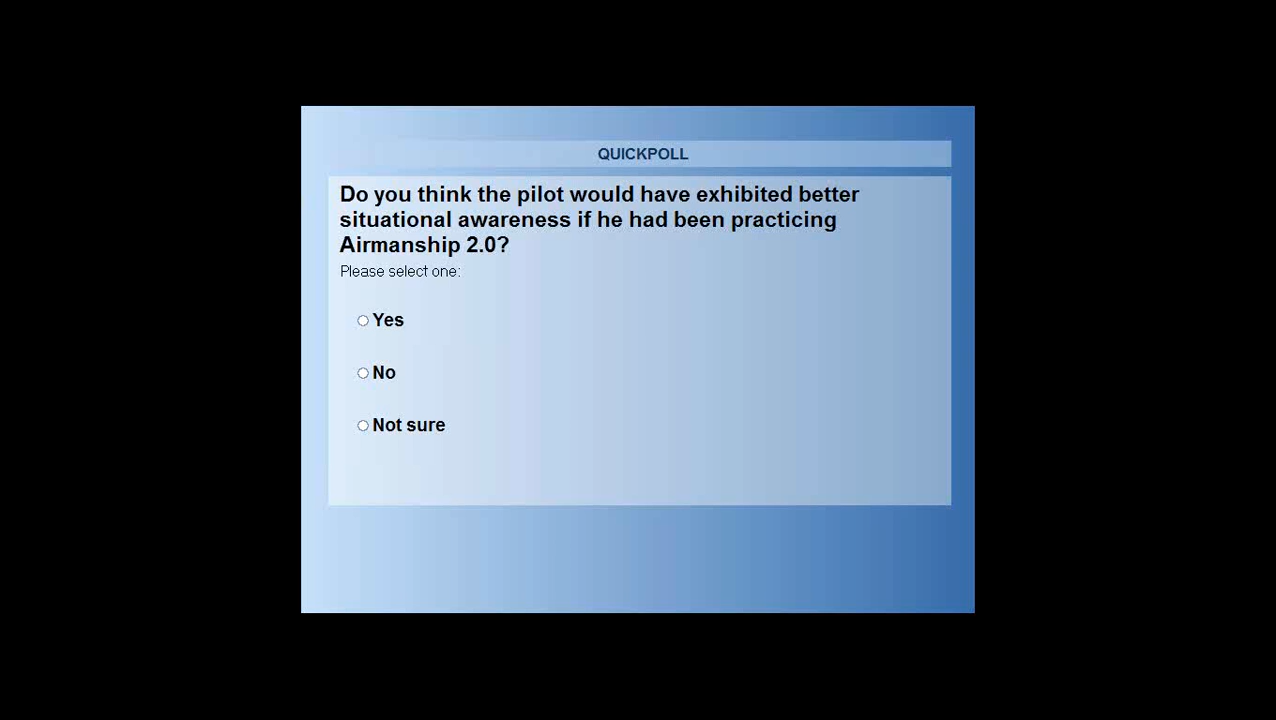 QUICKPOLL
Do you think the pilot would have exhibited better
situational awareness if he had been practicing
Airmanship 2.0?
Please select one:
Yes
No
Not sure